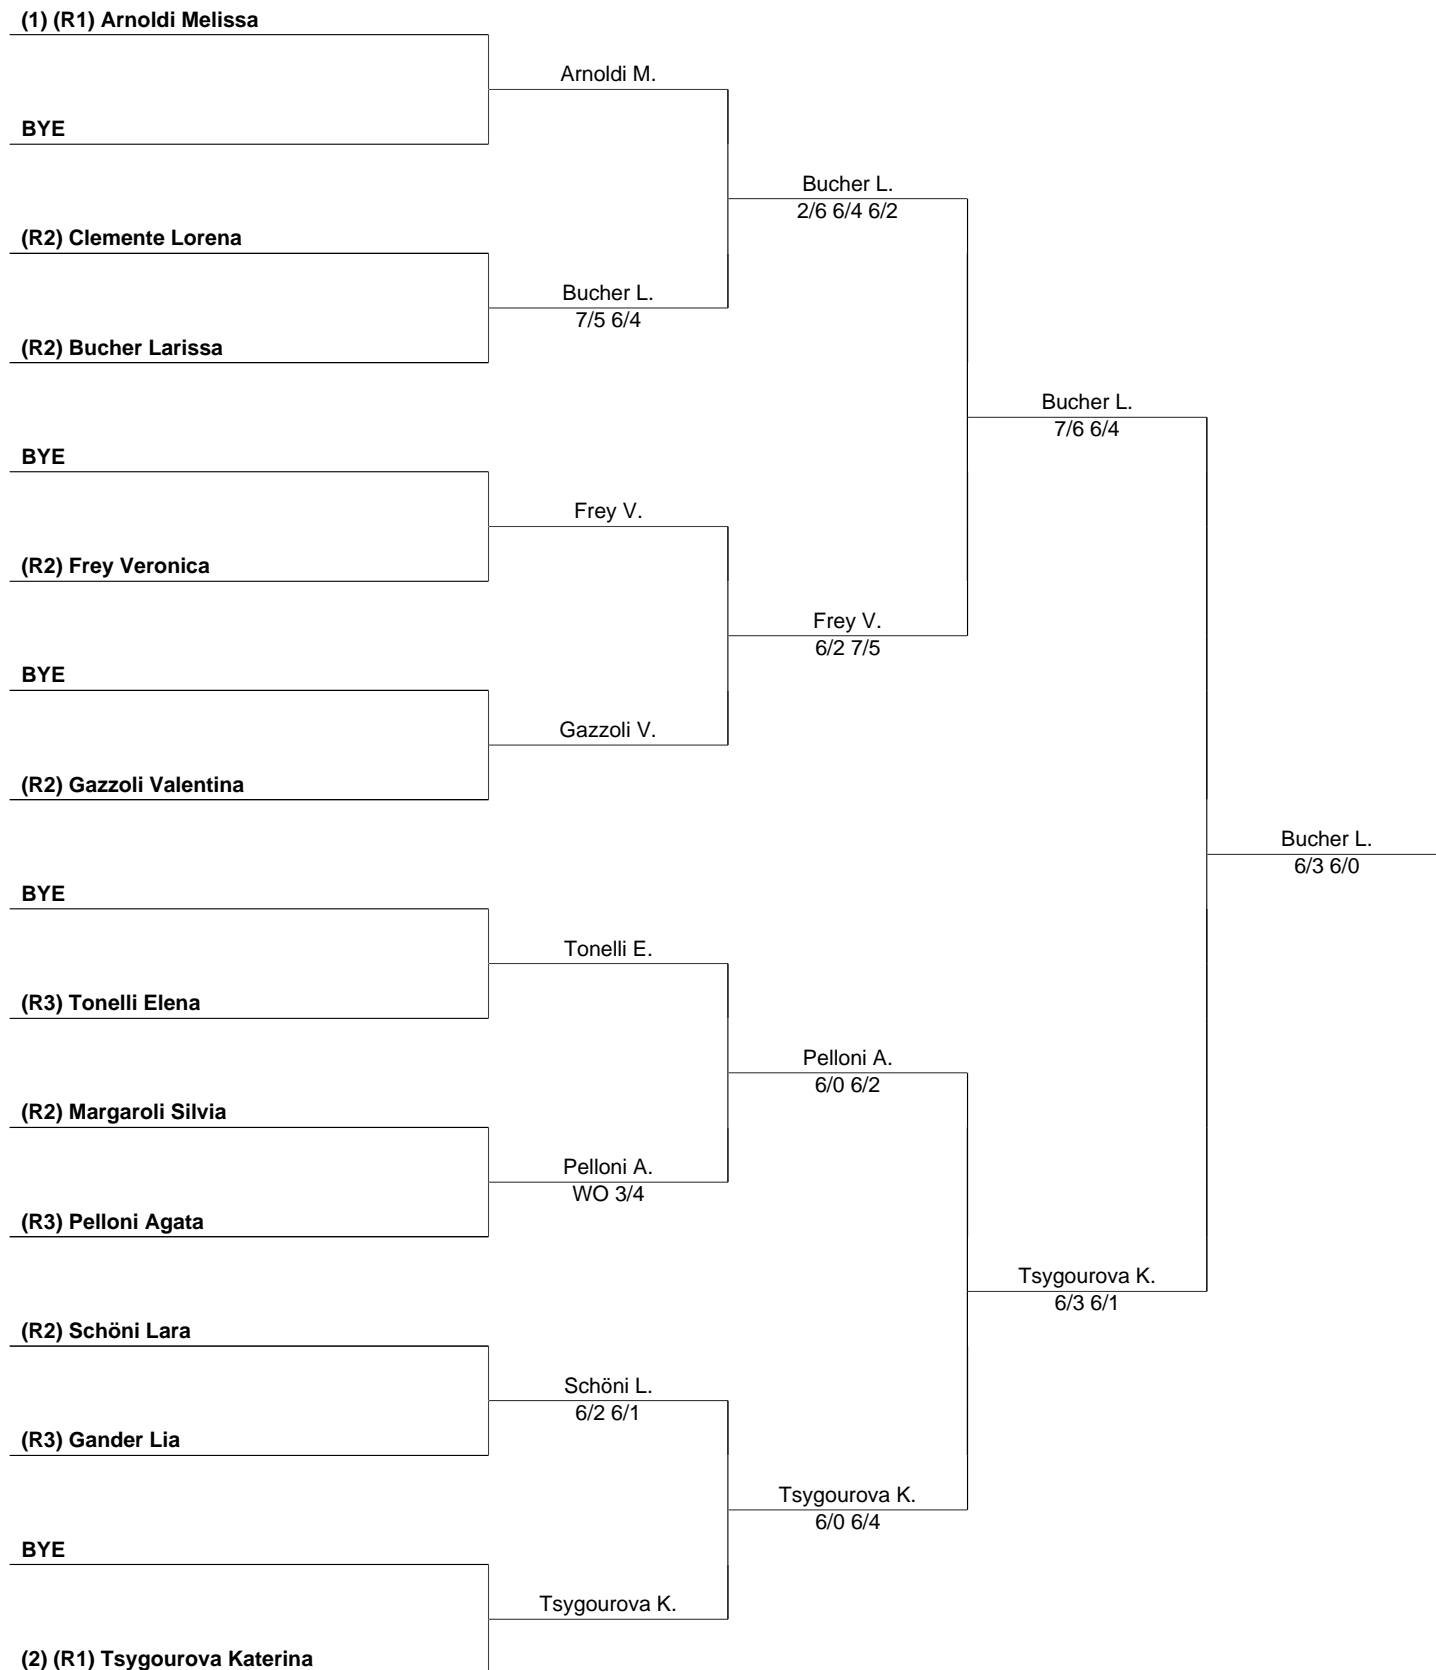 (1) (R1) Arnoldi Melissa
Arnoldi M.
BYE
Bucher L.
2/6 6/4 6/2
(R2) Clemente Lorena
Bucher L.
7/5 6/4
(R2) Bucher Larissa
Bucher L.
7/6 6/4
BYE
Frey V.
(R2) Frey Veronica
Frey V.
6/2 7/5
BYE
Gazzoli V.
(R2) Gazzoli Valentina
Bucher L.
6/3 6/0
BYE
Tonelli E.
(R3) Tonelli Elena
Pelloni A.
6/0 6/2
(R2) Margaroli Silvia
Pelloni A.
WO 3/4
(R3) Pelloni Agata
Tsygourova K.
6/3 6/1
(R2) Schöni Lara
Schöni L.
6/2 6/1
(R3) Gander Lia
Tsygourova K.
6/0 6/4
BYE
Tsygourova K.
(2) (R1) Tsygourova Katerina